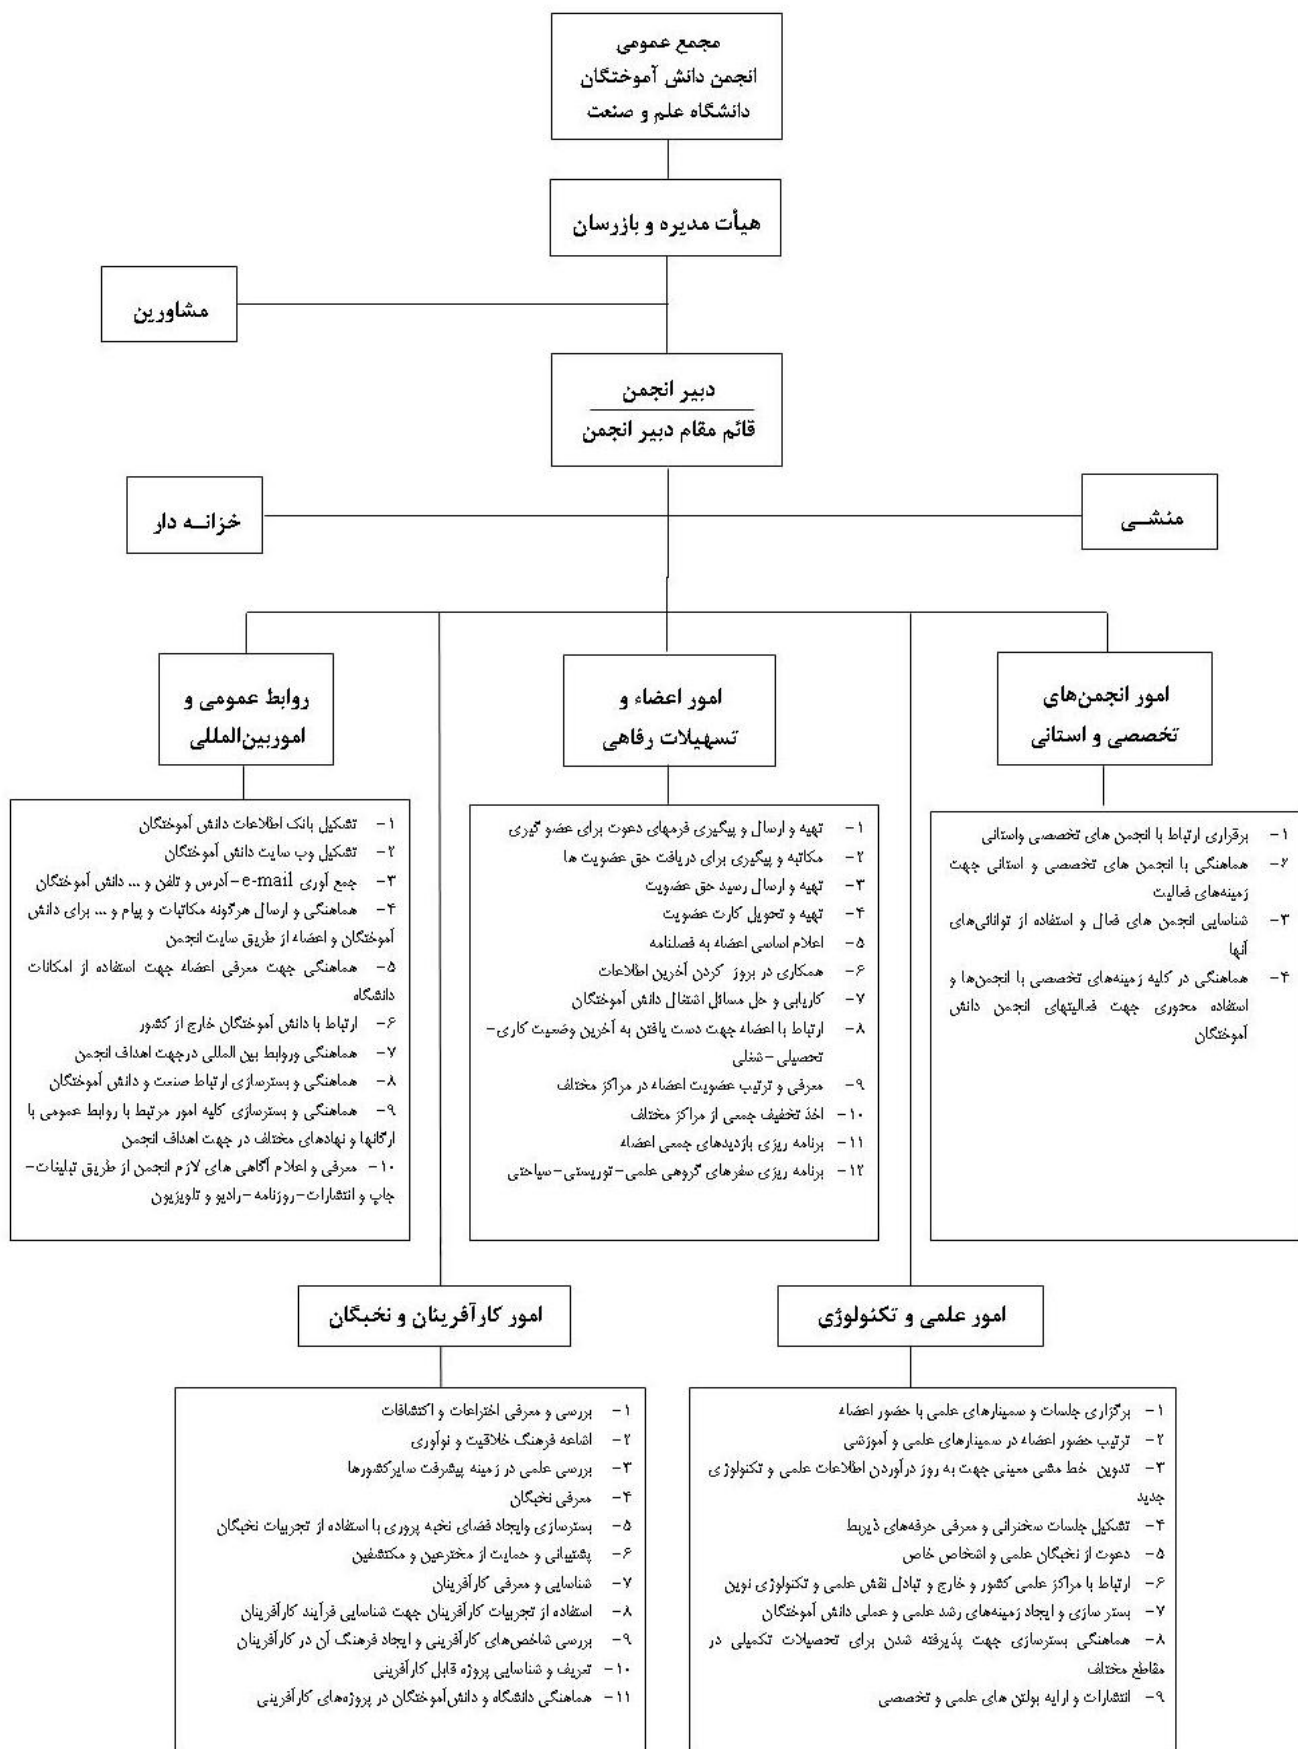 مجمع عمومی
انجمن دانش آموختگان
دانشگاه علم و صنعت
هیأت مدیره و بازرسان
مشاورین
دبیر انجمن
قائم مقام دبیر انجمن
منشــی
خزانــه دار
امور انجمن‌های
تخصصی و استانی
۱- برقراری ارتباط با انجمن های تخصصی واستانی
۲- هماهنگی با انجمن های تخصصی و استانی جهت
زمینه‌های فعالیت
۳- شناسایی انجمن های فعال و استفاده از توانائی‌های
آنها
۴- هماهنگی در کلیه زمینه‌های تخصصی با انجمن‌ها و
استفاده محوری جهت فعالیتهای انجمن دانش
آموختگان
امور اعضاء و
تسهیلات رفاهی
۱- تهیه و ارسال و پیگیری فرمهای دعوت برای عضو گیری
۲- مکاتبه و پیگیری برای دریافت حق عضویت ها
۳- تهیه و ارسال رسید حق عضویت
۴- تهیه و تحویل کارت عضویت
۵- اعلام اساسی اعضاء به فصلنامه
۶- همکاری در بروز کردن آخرین اطلاعات
۷- کاریابی و حل مسائل اشتغال دانش آموختگان
۸- ارتباط با اعضاء جهت دست یافتن به آخرین وضعیت کاری-
تحصیلی-شغلی
۹- معرفی و ترتیب عضویت اعضاء در مراکز مختلف
۱۰- اخذ تخفیف جمعی از مراکز مختلف
۱۱- برنامه ریزی بازدیدهای جمعی اعضاء
۱۲- برنامه ریزی سفرهای گروهی علمی-توریستی-سیاحتی
روابط عمومی و
اموربین‌المللی
۱- تشکیل بانک اطلاعات دانش آموختگان
۲- تشکیل وب سایت دانش آموختگان
۳- جمع آوری e-mail-آدرس و تلفن و ... دانش آموختگان
۴- هماهنگی و ارسال هرگونه مکاتبات و پیام و ... برای دانش
آموختگان و اعضاء از طریق سایت انجمن
۵- هماهنگی جهت معرفی اعضاء جهت استفاده از امکانات
دانشگاه
۶- ارتباط با دانش آموختگان خارج از کشور
۷- هماهنگی وروابط بین المللی درجهت اهداف انجمن
۸- هماهنگی و بسترسازی ارتباط صنعت و دانش آموختگان
۹- هماهنگی و بسترسازی کلیه امور مرتبط با روابط عمومی با
ارگانها و نهادهای مختلف در جهت اهداف انجمن
۱۰- معرفی و اعلام آگاهی های لازم انجمن از طریق تبلیغات-
چاپ و انتشارات-روزنامه-رادیو و تلویزیون
امور علمی و تکنولوژی
۱- برگزاری جلسات و سمینارهای علمی با حضور اعضاء
۲- ترتیب حضور اعضاء در سمینارهای علمی و آموزشی
۳- تدوین خط مشی معینی جهت به روز درآوردن اطلاعات علمی و تکنولوژی
جدید
۴- تشکیل جلسات سخنرانی و معرفی حرفه‌های ذیربط
۵- دعوت از نخبگان علمی و اشخاص خاص
۶- ارتباط با مراکز علمی کشور و خارج و تبادل نقش علمی و تکنولوژی نوین
۷- بستر سازی و ایجاد زمینه‌های رشد علمی و عملی دانش آموختگان
۸- هماهنگی بسترسازی جهت پذیرفته شدن برای تحصیلات تکمیلی در
مقاطع مختلف
۹- انتشارات و ارایه بولتن های علمی و تخصصی
امور کارآفرینان و نخبگان
۱- بررسی و معرفی اختراعات و اکتشافات
۲- اشاعه فرهنگ خلاقیت و نوآوری
۳- بررسی علمی در زمینه پیشرفت سایرکشورها
۴- معرفی نخبگان
۵- بسترسازی وایجاد فضای نخبه پروری با استفاده از تجربیات نخبگان
۶- پشتیبانی و حمایت از مخترعین و مکتشفین
۷- شناسایی و معرفی کارآفرینان
۸- استفاده از تجربیات کارآفرینان جهت شناسایی فرآیند کارآفرینان
۹- بررسی شاخص‌های کارآفرینی و ایجاد فرهنگ آن در کارآفرینان
۱۰- تعریف و شناسایی پروژه قابل کارآفرینی
۱۱- هماهنگی دانشگاه و دانش‌آموختگان در پروژه‌های کارآفرینی